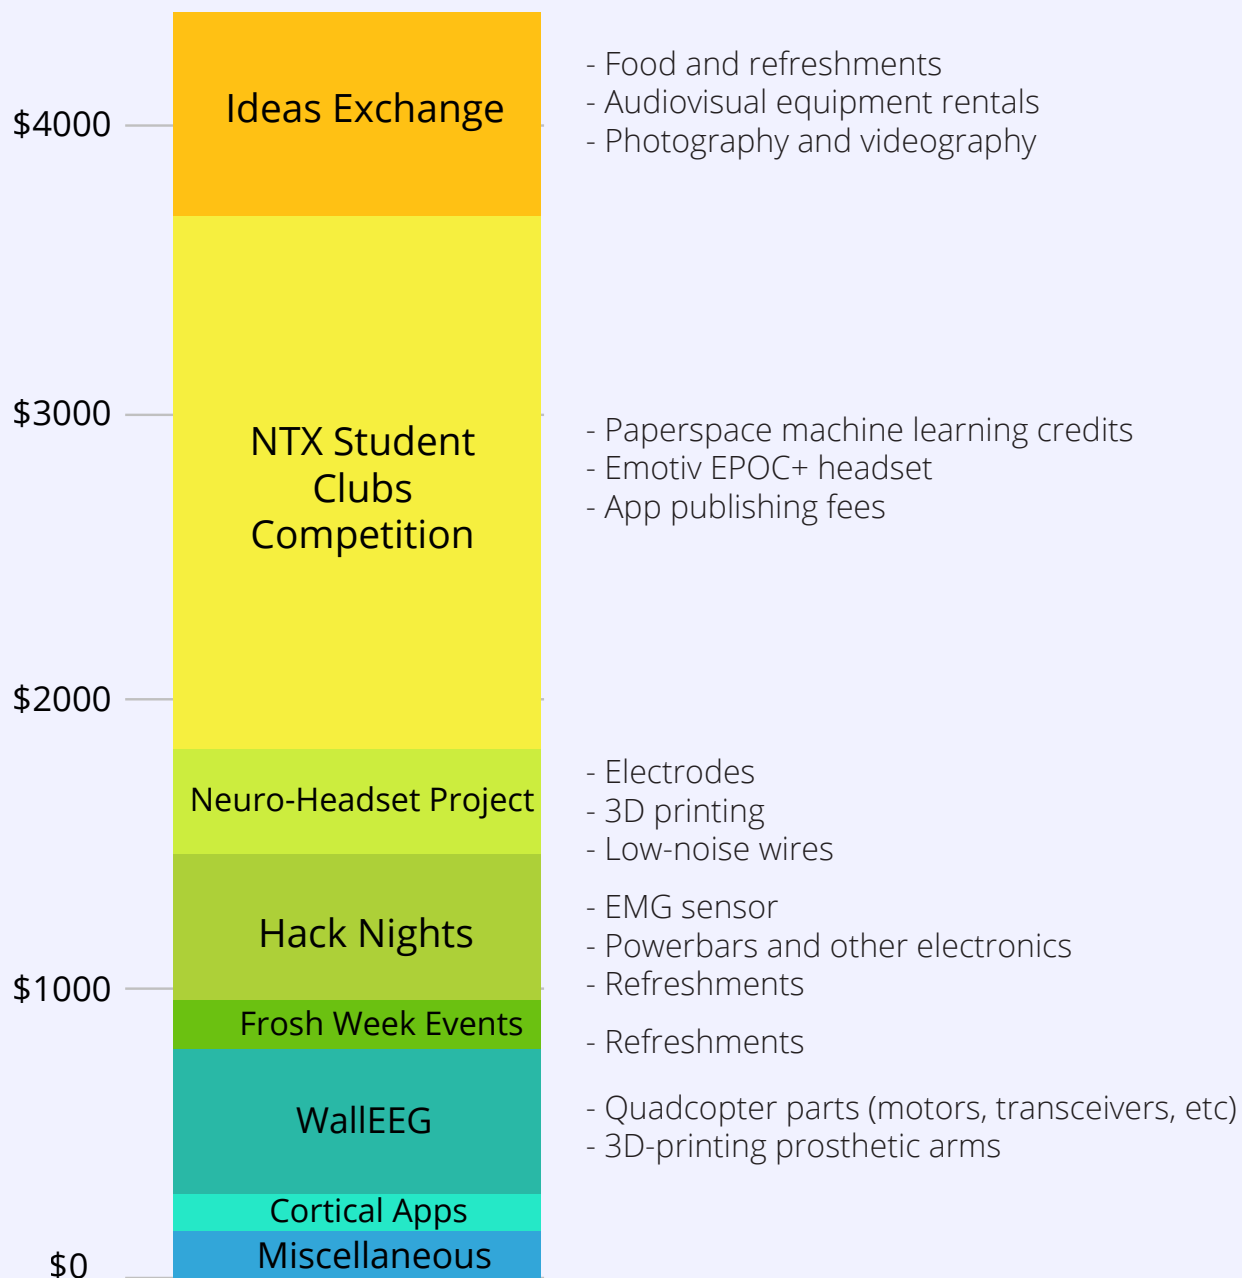 Ideas Exchange
- Food and refreshments
- Audiovisual equipment rentals
- Photography and videography
$4000
$3000
NTX Student
Clubs
Competition
- Paperspace machine learning credits
- Emotiv EPOC+ headset
- App publishing fees
$2000
Neuro-Headset Project
- Electrodes
- 3D printing
- Low-noise wires
Hack Nights
- EMG sensor
- Powerbars and other electronics
- Refreshments
$1000
Frosh Week Events
- Refreshments
WallEEG
- Quadcopter parts (motors, transceivers, etc)
- 3D-printing prosthetic arms
Cortical Apps
Miscellaneous
$0